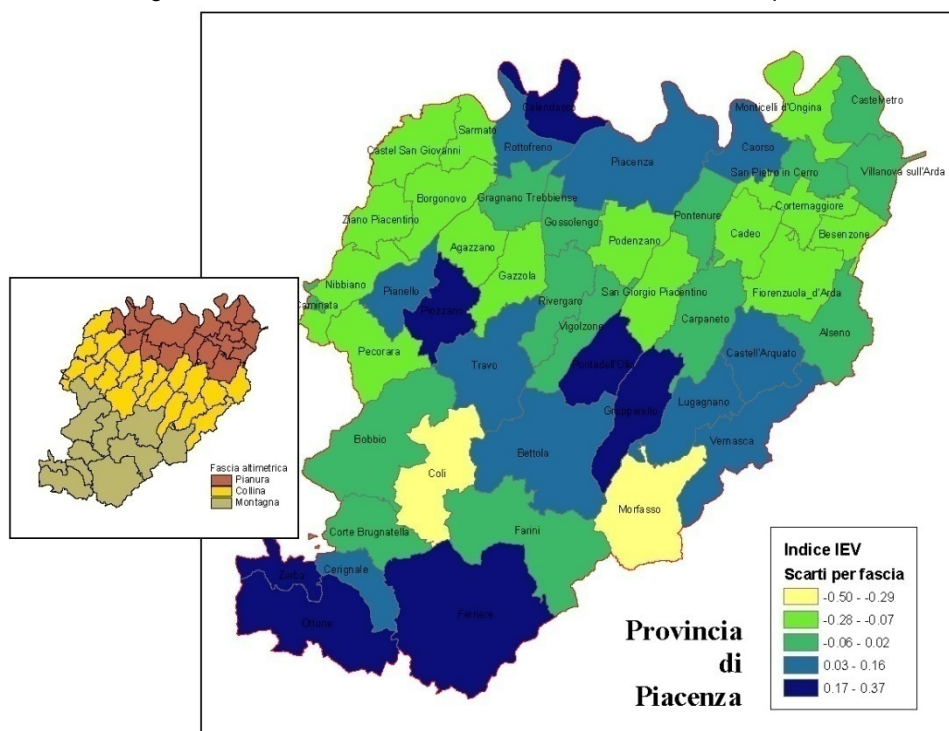 Calendasco
Monticelli d'Ongina
Castelvetro
Sarmato
Castel San Giovanni
Rottofreno
Piacenza
Caorso
San Pietro in Cerro
Villanova sull'Arda
Borgonovo
Gragnano Trebbiense
Ziano Piacentino
Gossolengo
Pontenure
Cortemaggiore
Cadeo
Besenzone
Agazzano
Podenzano
Gazzola
Nibbiano
Pianello
Caminata
Piozzano
Rivergaro
San Giorgio Piacentino
Fiorenzuola_d'Arda
Vigolzone
Carpaneto
Alseno
Pecorara
Travo
Pontedell'Olio
Castell'Arquato
Gropparello
Lugagnano
Vernasca
Bobbio
Coli
Bettola
Morfasso
Corte Brugnatella
Farini
Zerba
Cerignale
Ottone
Ferriere
Fascia altimetrica
Pianura
Collina
Montagna
Provincia
di
Piacenza
Indice IEV
Scarti per fascia
-0.50 - -0.29
-0.28 - -0.07
-0.06 - 0.02
0.03 - 0.16
0.17 - 0.37